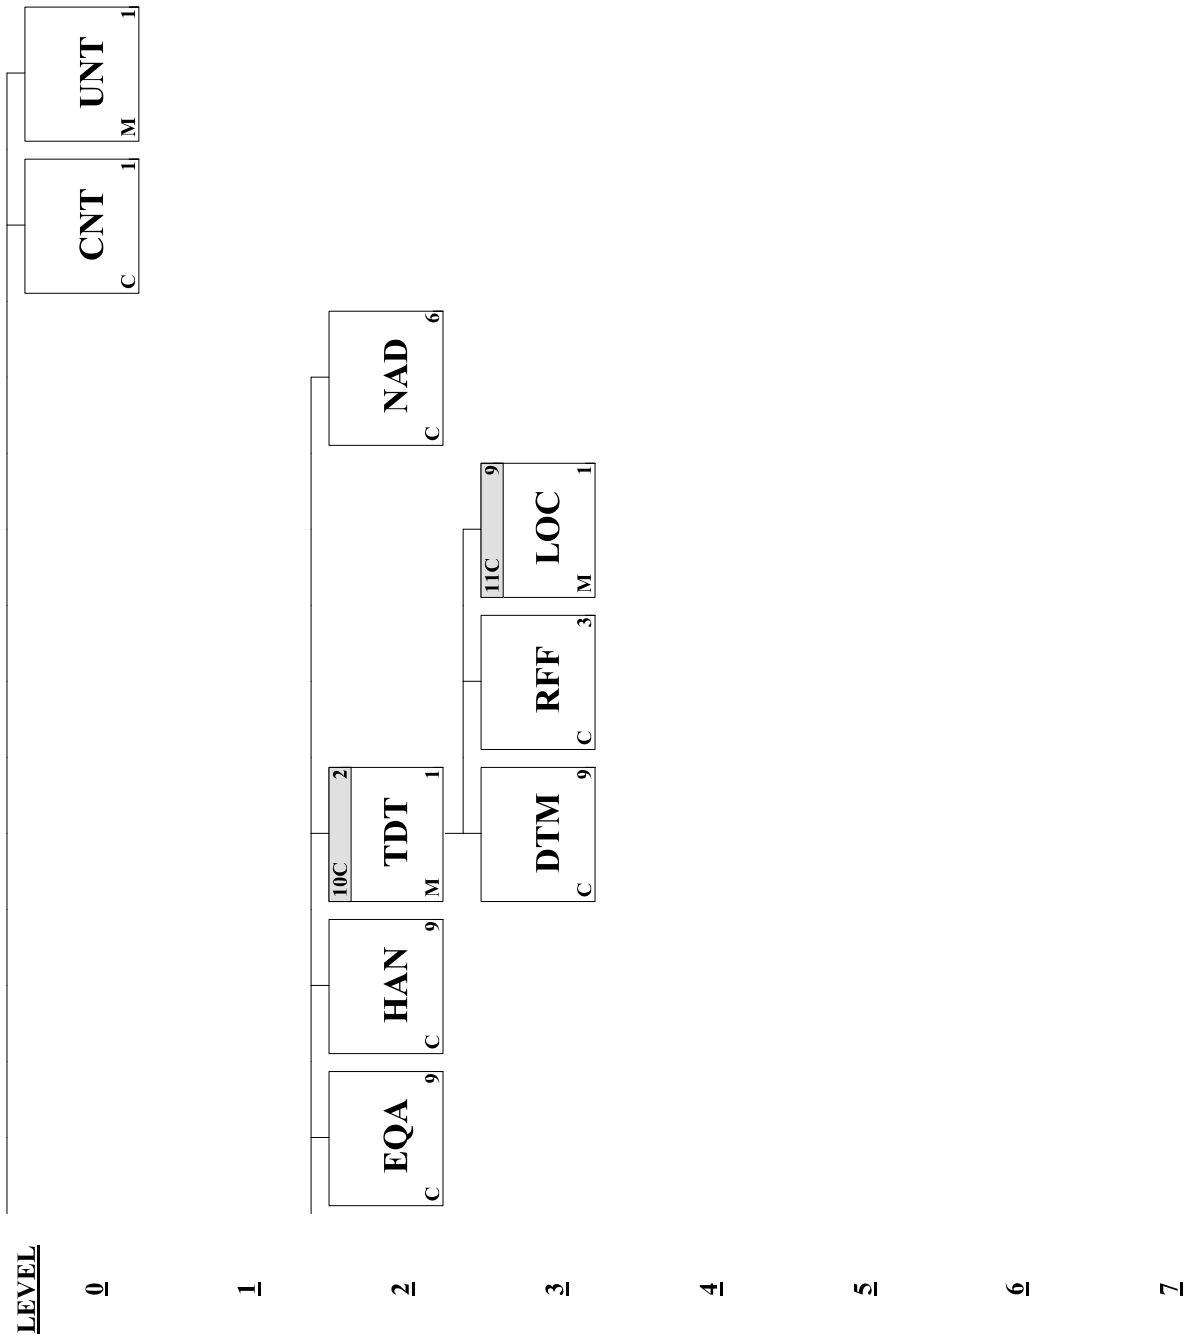 LEVEL
0
CNT
C 1
UNT
M 1
1
2
EQA
C 9
HAN
C 9
10C 2
TDT
M 1
NAD
C 6
3
DTM
C 9
RFF
C 3
11C 9
LOC
M 1
4
5
6
7